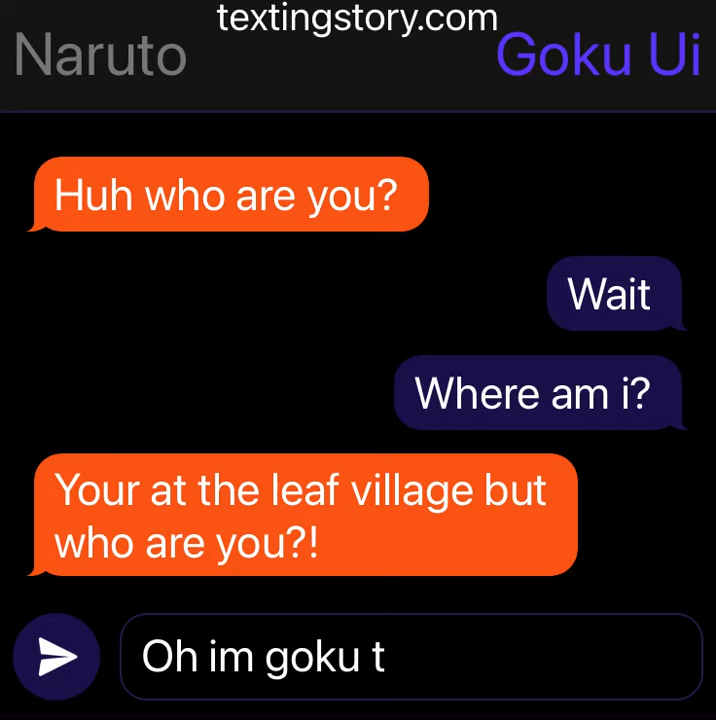 textingstory.com
Naruto
Goku Ui
Huh who are you?
Wait
Where am i?
Your at the leaf village but
who are you?!
Oh im goku t